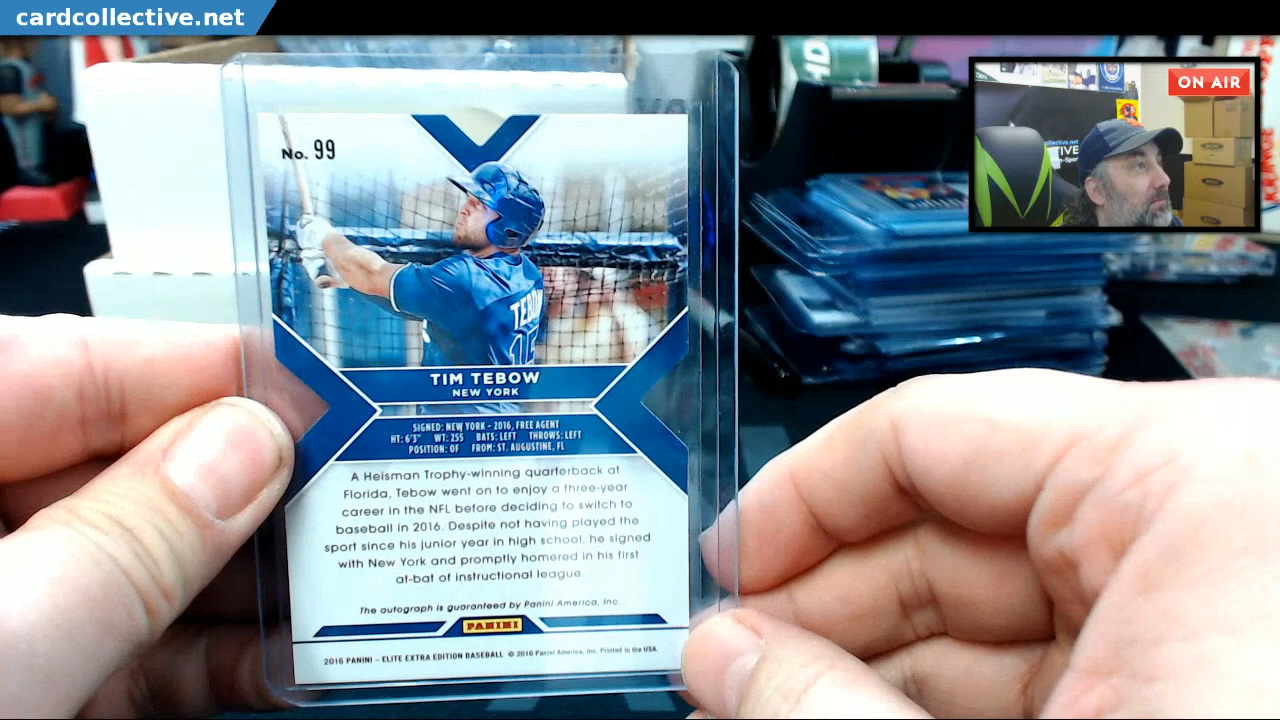 cardcollective.net
ON AIR
No. 99
TEBOW
15
TIM TEBOW
NEW YORK
SIGNED: NEW YORK - 2016, FREE AGENT
HT: 6'3" WT: 255 BATS: LEFT THROWS: LEFT
POSITION: OF FROM: ST. AUGUSTINE, FL
A Heisman Trophy-winning quarterback at
Florida, Tebow went on to enjoy a three-year
career in the NFL before deciding to switch to
baseball in 2016. Despite not having played the
sport since his junior year in high school, he signed
with New York and promptly homered in his first
at-bat of instructional league.
The autograph is guaranteed by Panini America, Inc.
PANINI
2016 PANINI – ELITE EXTRA EDITION BASEBALL © 2016 Panini America, Inc. Printed in the USA.